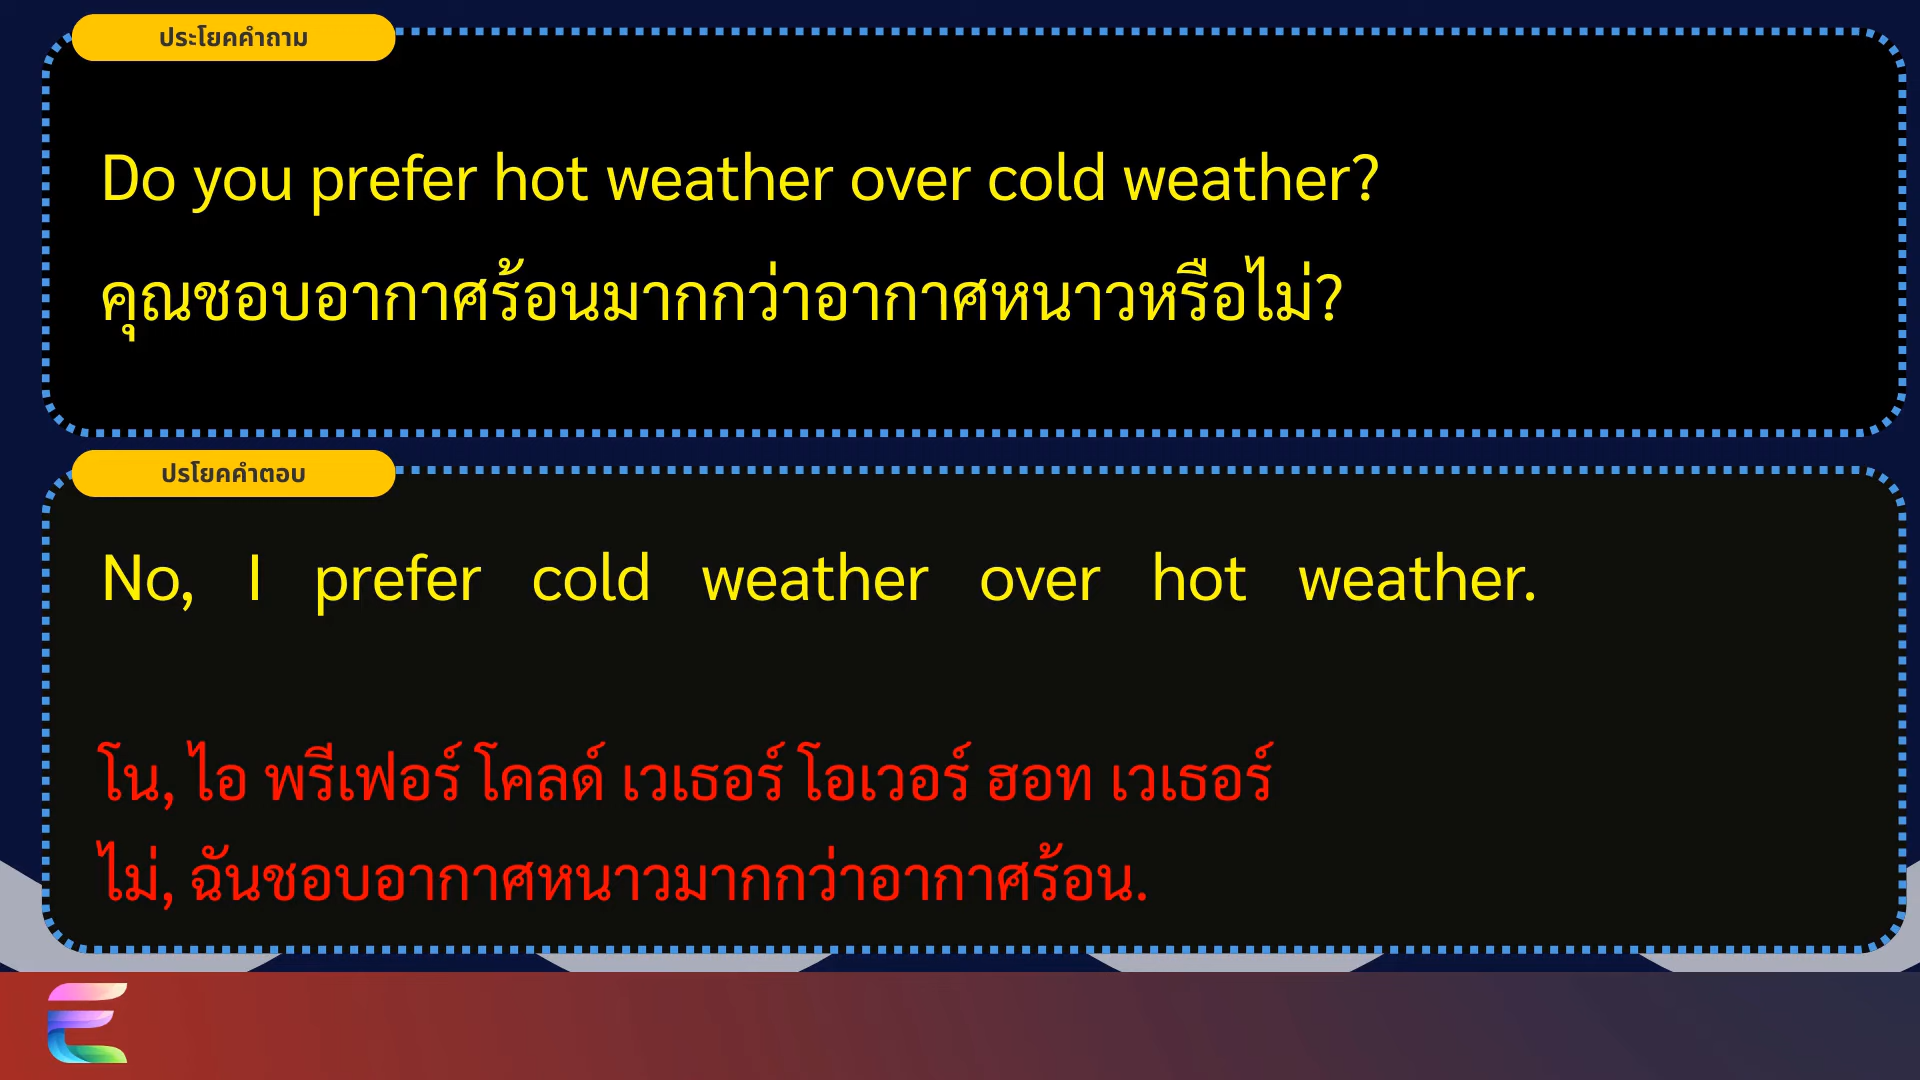 ประโยคคำถาม
Do you prefer hot weather over cold weather?
คุณชอบอากาศร้อนมากกว่าอากาศหนาวหรือไม่?
ปรโยคคำตอบ
No, I prefer cold weather over hot weather.
โน, ไอ พรีเฟอร์ โคลด์ เวเธอร์ โอเวอร์ ฮอท เวเธอร์
ไม่, ฉันชอบอากาศหนาวมากกว่าอากาศร้อน.